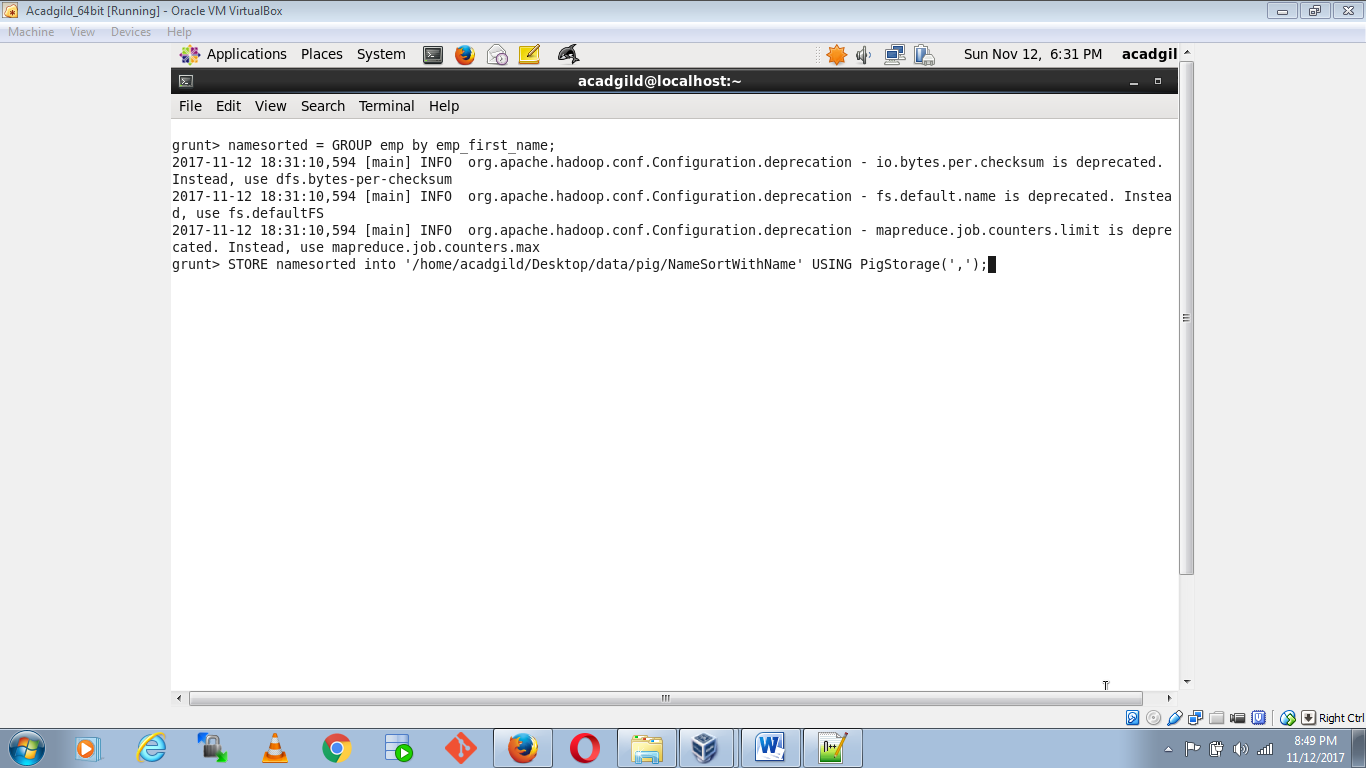 Acadgild_64bit [Running] - Oracle VM VirtualBox
Machine View Devices Help
Applications Places System Sun Nov 12, 6:31 PM acadgil
acadgild@localhost:~
File Edit View Search Terminal Help
grunt> namesorted = GROUP emp by emp_first_name;
2017-11-12 18:31:10,594 [main] INFO  org.apache.hadoop.conf.Configuration.deprecation - io.bytes.per.checksum is deprecated.
Instead, use dfs.bytes-per-checksum
2017-11-12 18:31:10,594 [main] INFO  org.apache.hadoop.conf.Configuration.deprecation - fs.default.name is deprecated. Instea
d, use fs.defaultFS
2017-11-12 18:31:10,594 [main] INFO  org.apache.hadoop.conf.Configuration.deprecation - mapreduce.job.counters.limit is depre
cated. Instead, use mapreduce.job.counters.max
grunt> STORE namesorted into '/home/acadgild/Desktop/data/pig/NameSortWithName' USING PigStorage(',');
Right Ctrl
8:49 PM
11/12/2017